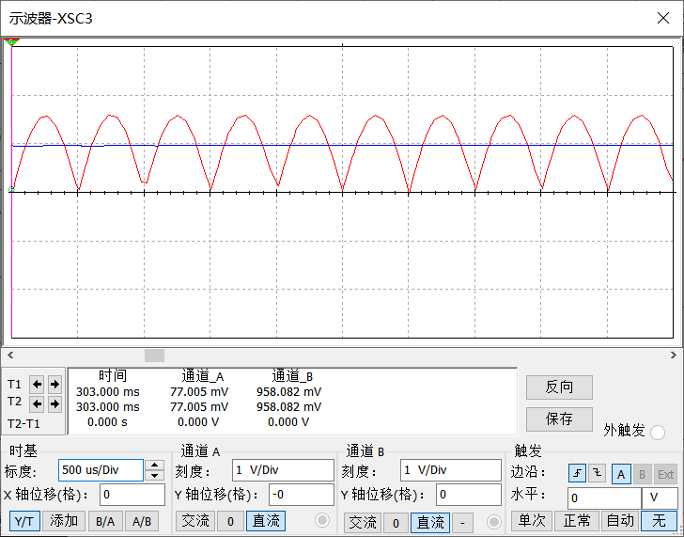 示波器-XSC3
时间 通道_A 通道_B
T1 303.000 ms 77.005 mV 958.082 mV
T2 303.000 ms 77.005 mV 958.082 mV
T2-T1 0.000 s 0.000 V 0.000 V
反向
保存
外触发
时基 通道 A 通道 B 触发
标度: 500 us/Div 刻度: 1 V/Div 刻度: 1 V/Div 边沿: A B Ext
X 轴位移(格): 0 Y 轴位移(格): -0 Y 轴位移(格): 0 水平: 0 V
Y/T 添加 B/A A/B 交流 0 直流 交流 0 直流 - 单次 正常 自动 无